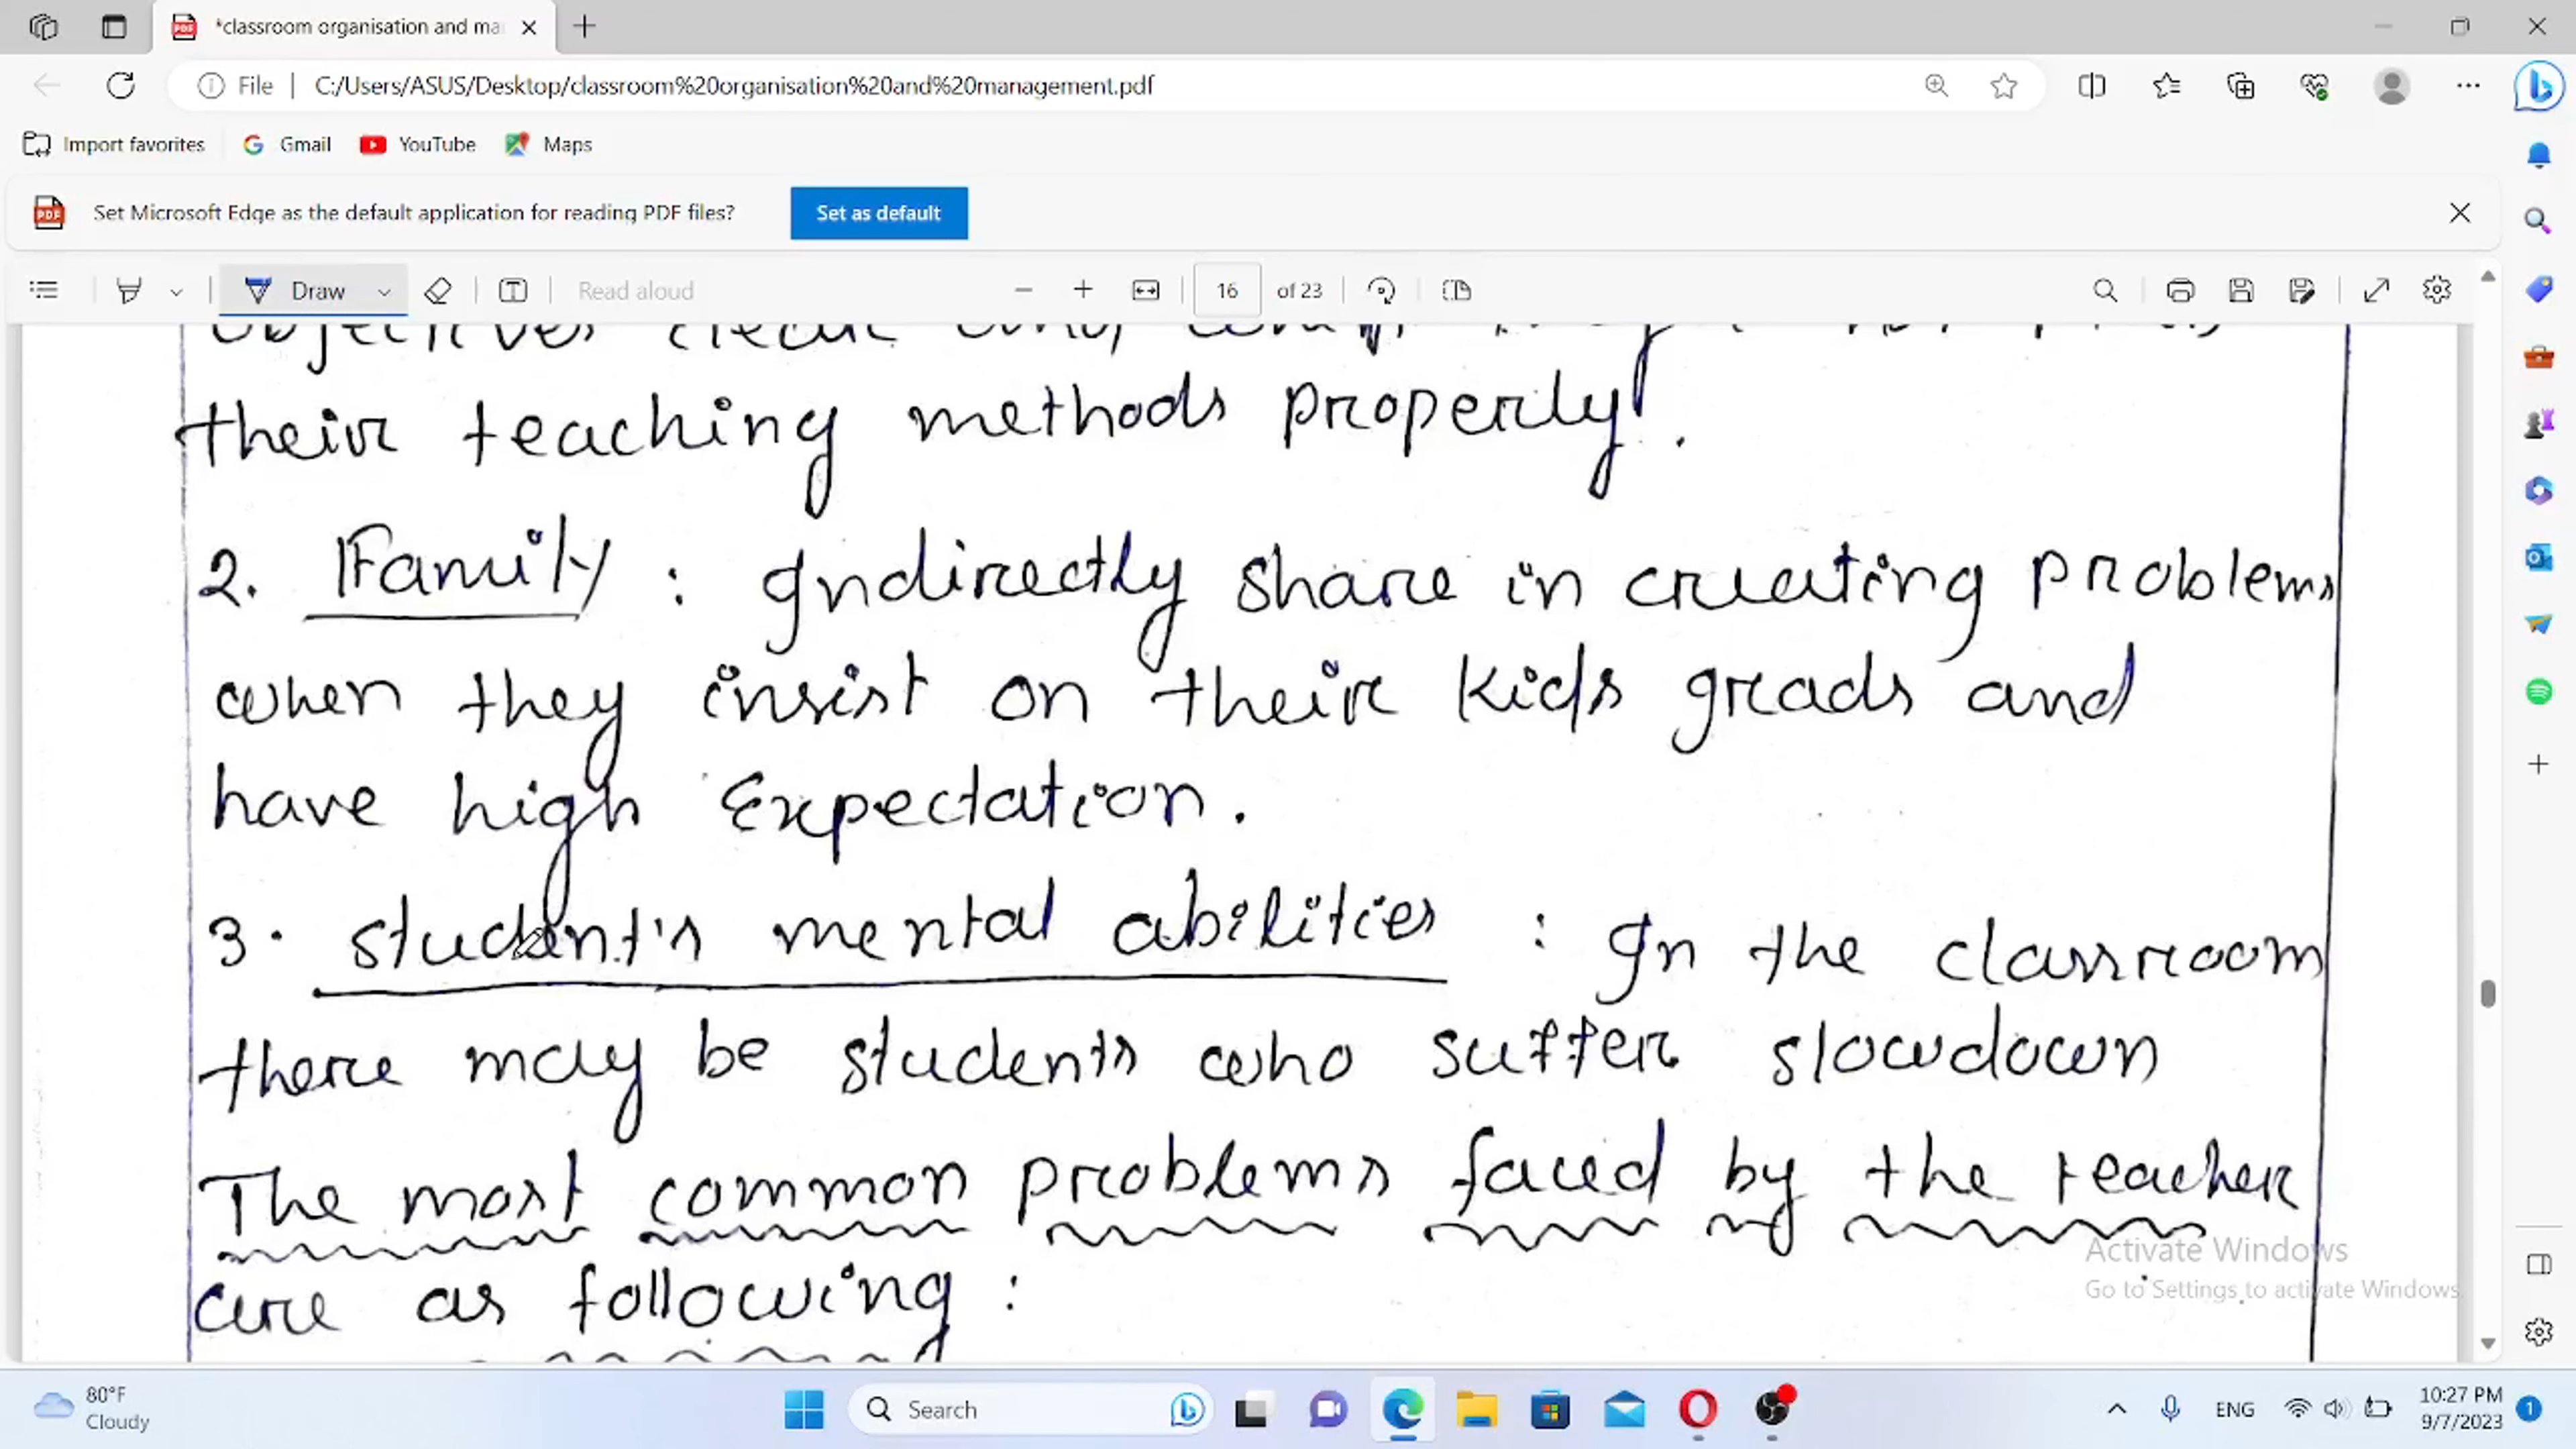 *classroom organisation and ma
File | C:/Users/ASUS/Desktop/classroom%20organisation%20and%20management.pdf
Import favorites Gmail YouTube Maps
PDF Set Microsoft Edge as the default application for reading PDF files? Set as default
Draw Read aloud 16 of 23
objectives clear and
their teaching methods properly.
2. Family : Indirectly share in creating problems
when they insist on their kids grads and
have high Expectation.
3. student's mental abilities : In the classroom
there may be students who suffer slowdown
The most common problems faced by the teacher
are as following :
Activate Windows
Go to Settings to activate Windows.
80°F
Cloudy
Search
ENG
10:27 PM
9/7/2023
1